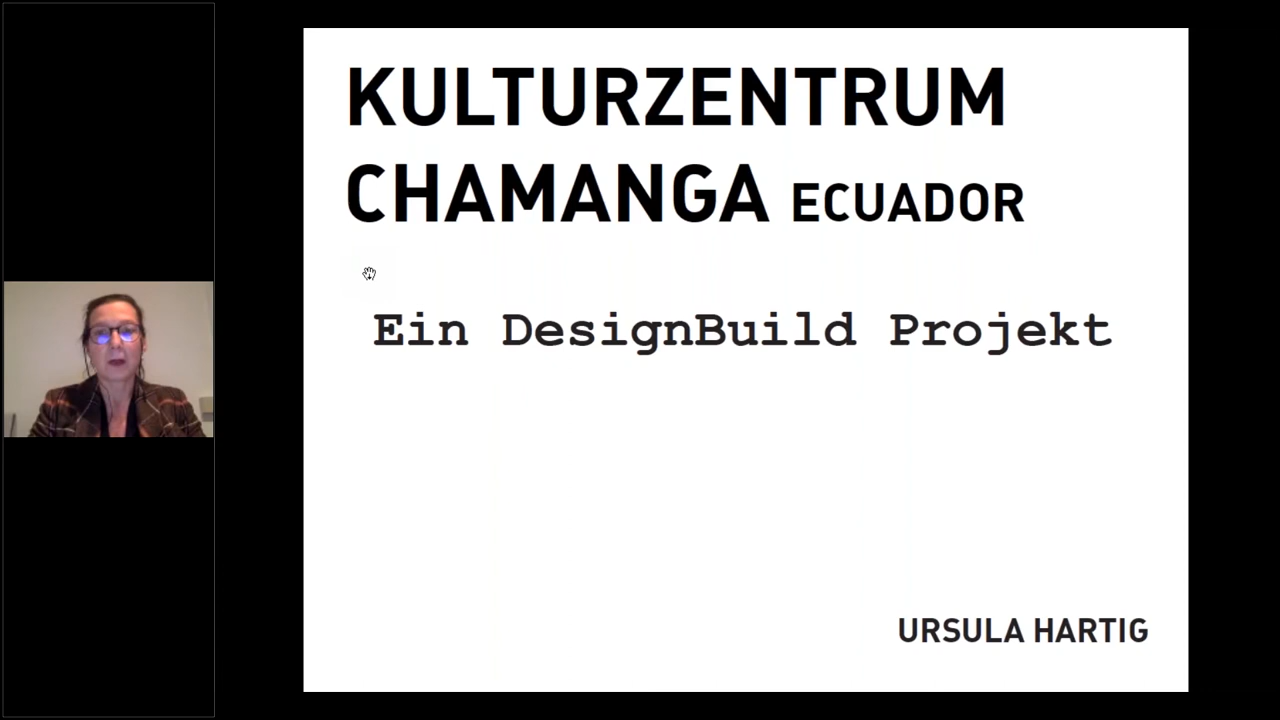 KULTURZENTRUM
CHAMANGA ECUADOR
Ein DesignBuild Projekt
URSULA HARTIG